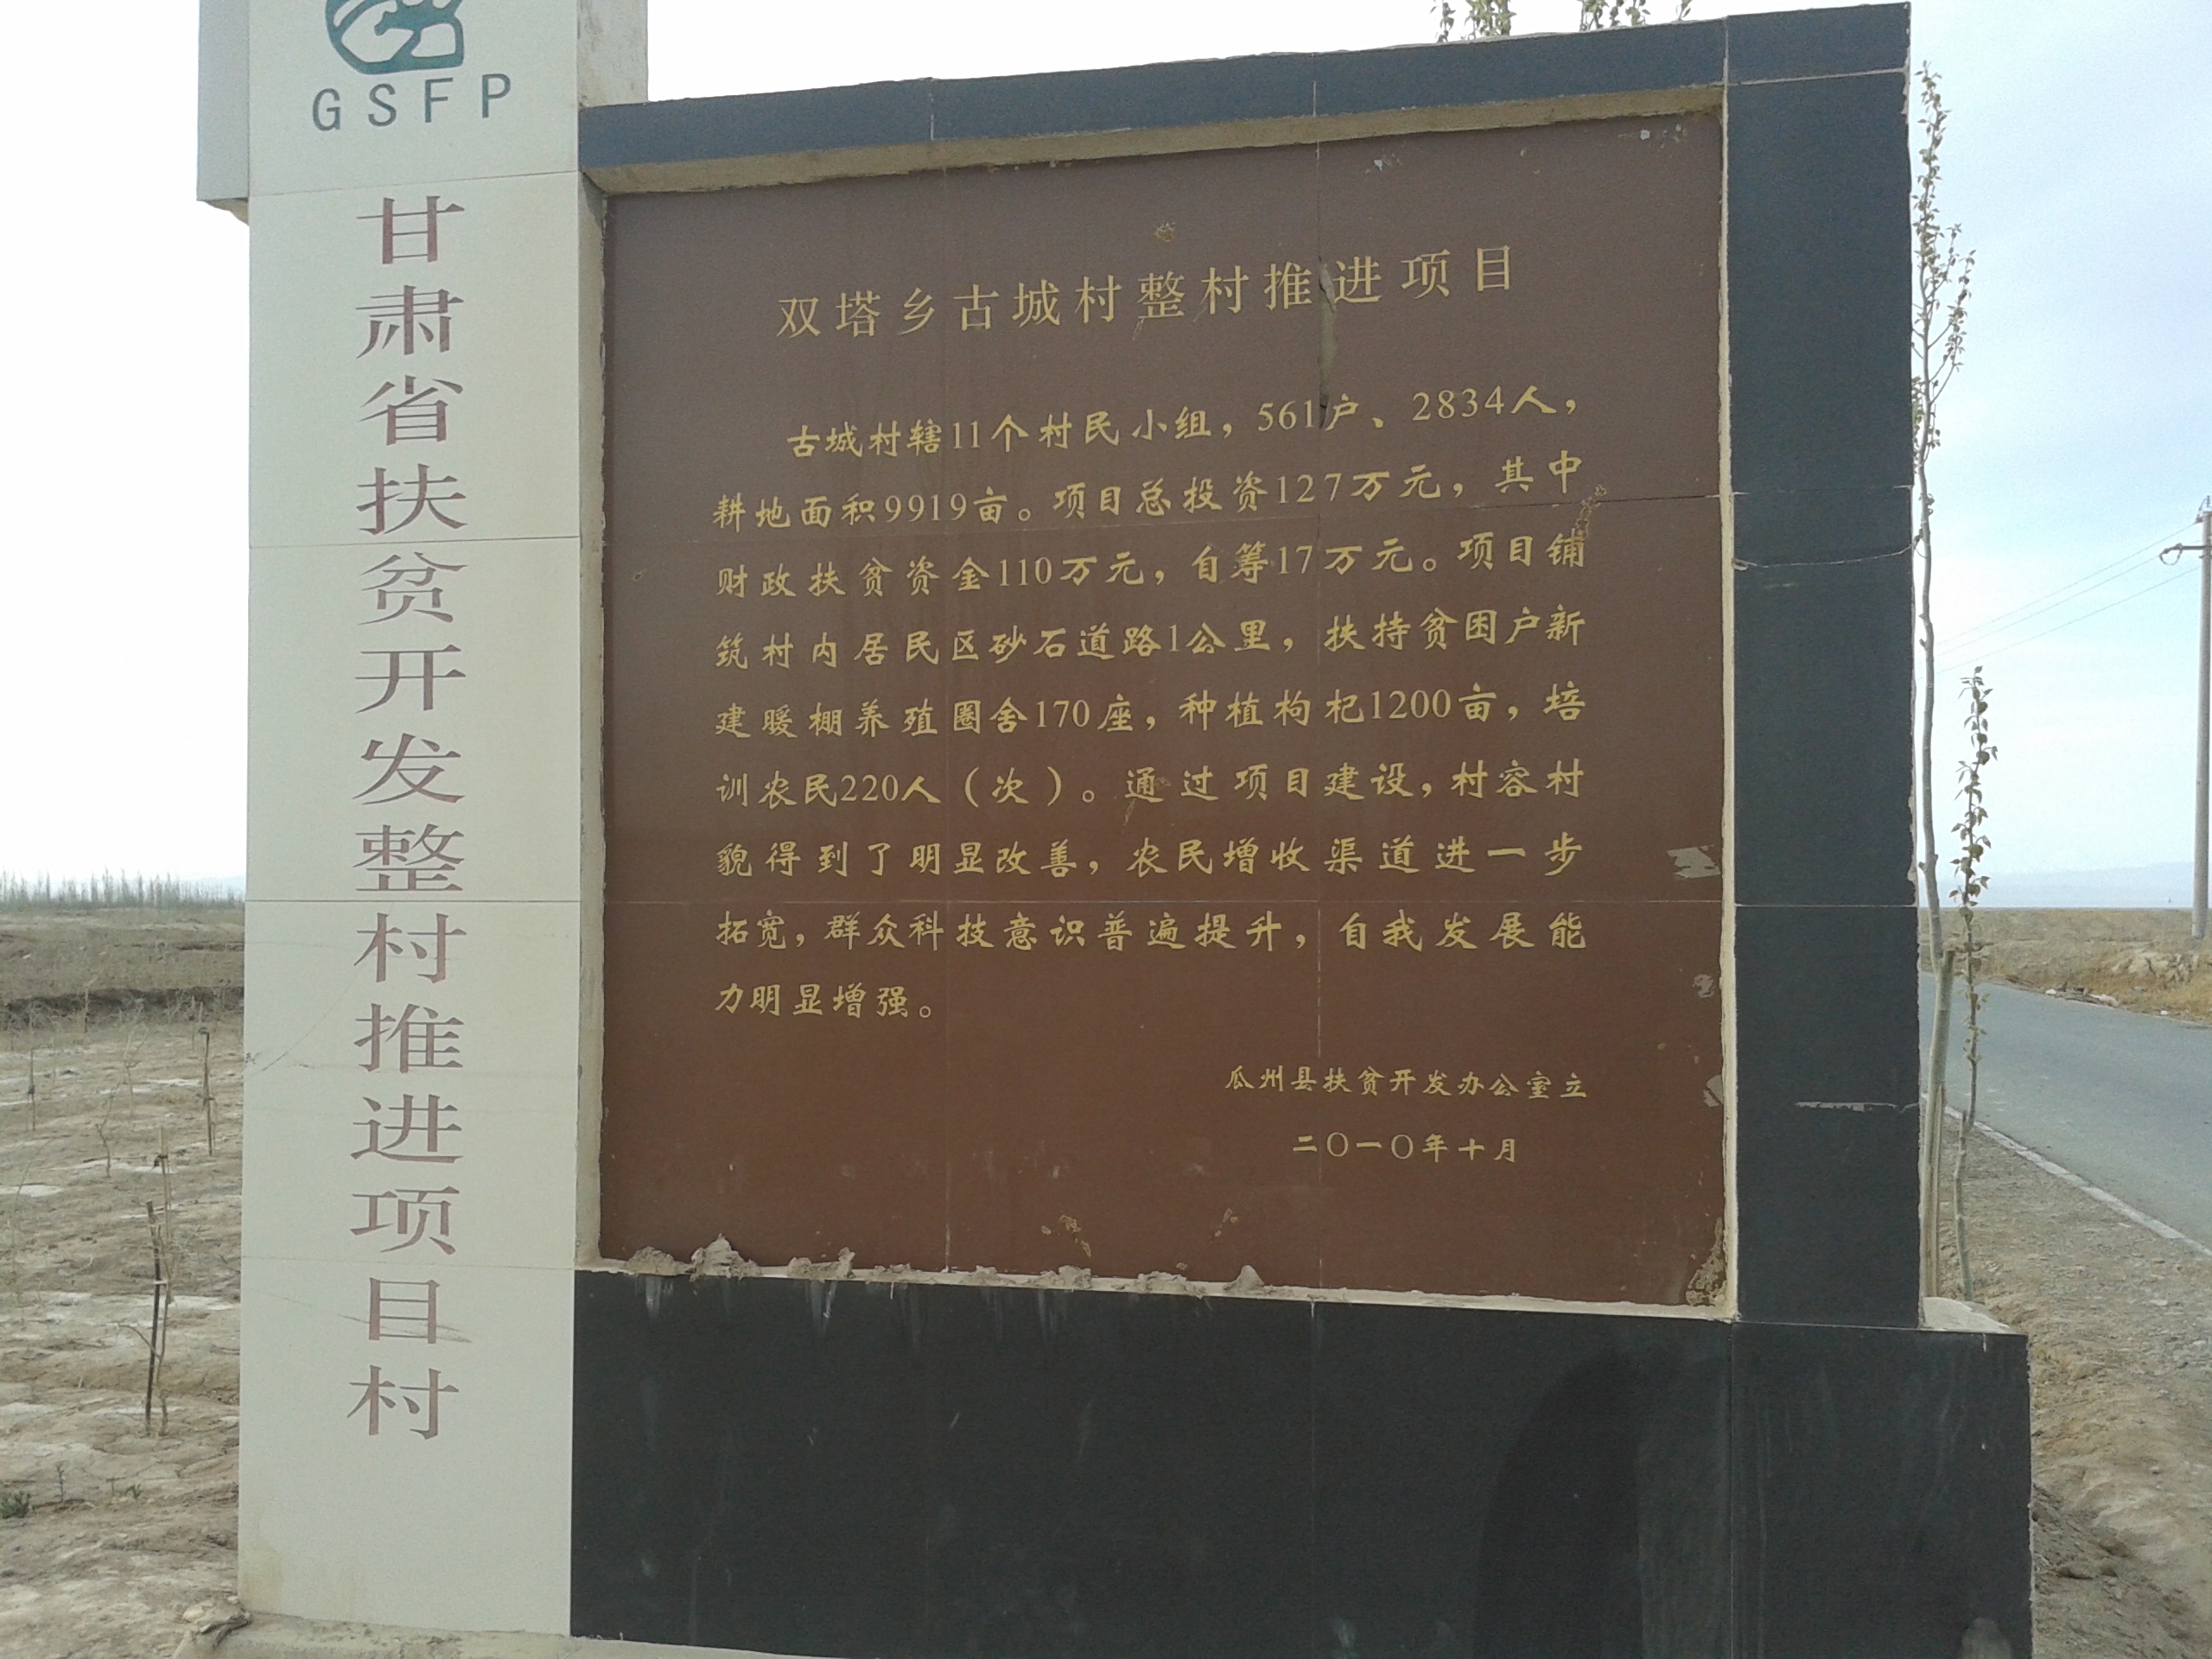 GSFP
甘肃省扶贫开发整村推进项目村
双塔乡古城村整村推进项目
古城村辖11个村民小组，561户、2834人，
耕地面积9919亩。项目总投资127万元，其中
财政扶贫资金110万元，自筹17万元。项目铺
筑村内居民区砂石道路1公里，扶持贫困户新
建暖棚养殖圈舍170座，种植枸杞1200亩，培
训农民220人（次）。通过项目建设，村容村
貌得到了明显改善，农民增收渠道进一步
拓宽，群众科技意识普遍提升，自我发展能
力明显增强。
瓜州县扶贫开发办公室立
二〇一〇年十月